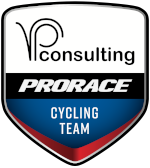 VP consulting
PRORACE
CYCLING
TEAM